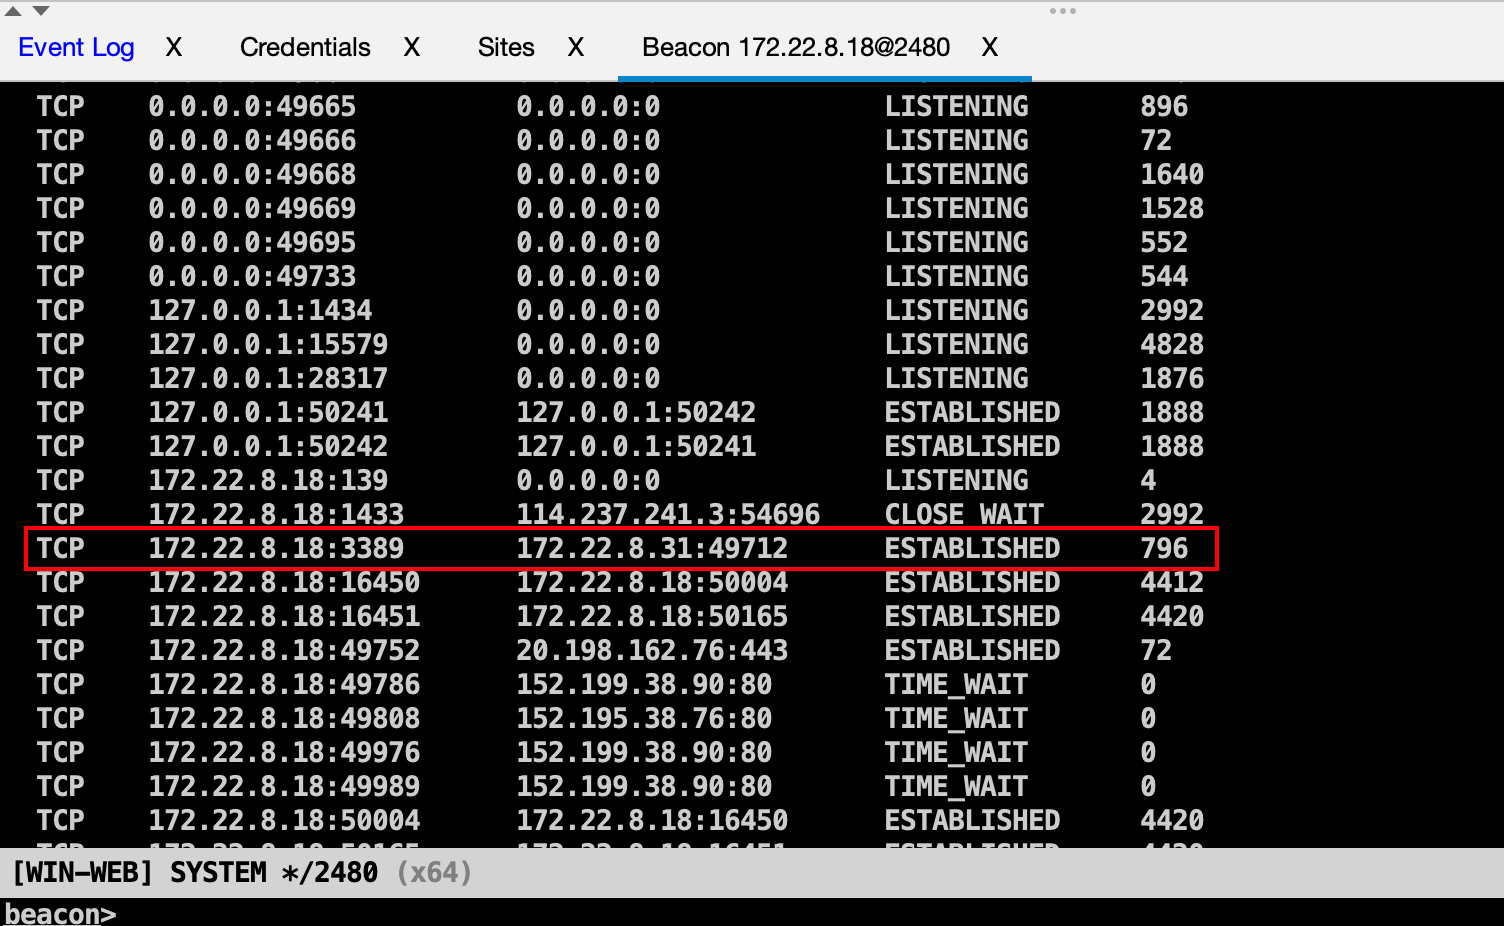 Event Log X Credentials X Sites X Beacon 172.22.8.18@2480 X
TCP 0.0.0.0:49665 0.0.0.0:0 LISTENING 896
TCP 0.0.0.0:49666 0.0.0.0:0 LISTENING 72
TCP 0.0.0.0:49668 0.0.0.0:0 LISTENING 1640
TCP 0.0.0.0:49669 0.0.0.0:0 LISTENING 1528
TCP 0.0.0.0:49695 0.0.0.0:0 LISTENING 552
TCP 0.0.0.0:49733 0.0.0.0:0 LISTENING 544
TCP 127.0.0.1:1434 0.0.0.0:0 LISTENING 2992
TCP 127.0.0.1:15579 0.0.0.0:0 LISTENING 4828
TCP 127.0.0.1:28317 0.0.0.0:0 LISTENING 1876
TCP 127.0.0.1:50241 127.0.0.1:50242 ESTABLISHED 1888
TCP 127.0.0.1:50242 127.0.0.1:50241 ESTABLISHED 1888
TCP 172.22.8.18:139 0.0.0.0:0 LISTENING 4
TCP 172.22.8.18:1433 114.237.241.3:54696 CLOSE_WAIT 2992
TCP 172.22.8.18:3389 172.22.8.31:49712 ESTABLISHED 796
TCP 172.22.8.18:16450 172.22.8.18:50004 ESTABLISHED 4412
TCP 172.22.8.18:16451 172.22.8.18:50165 ESTABLISHED 4420
TCP 172.22.8.18:49752 20.198.162.76:443 ESTABLISHED 72
TCP 172.22.8.18:49786 152.199.38.90:80 TIME_WAIT 0
TCP 172.22.8.18:49808 152.195.38.76:80 TIME_WAIT 0
TCP 172.22.8.18:49976 152.199.38.90:80 TIME_WAIT 0
TCP 172.22.8.18:49989 152.199.38.90:80 TIME_WAIT 0
TCP 172.22.8.18:50004 172.22.8.18:16450 ESTABLISHED 4420
[WIN-WEB] SYSTEM */2480 (x64)
beacon>